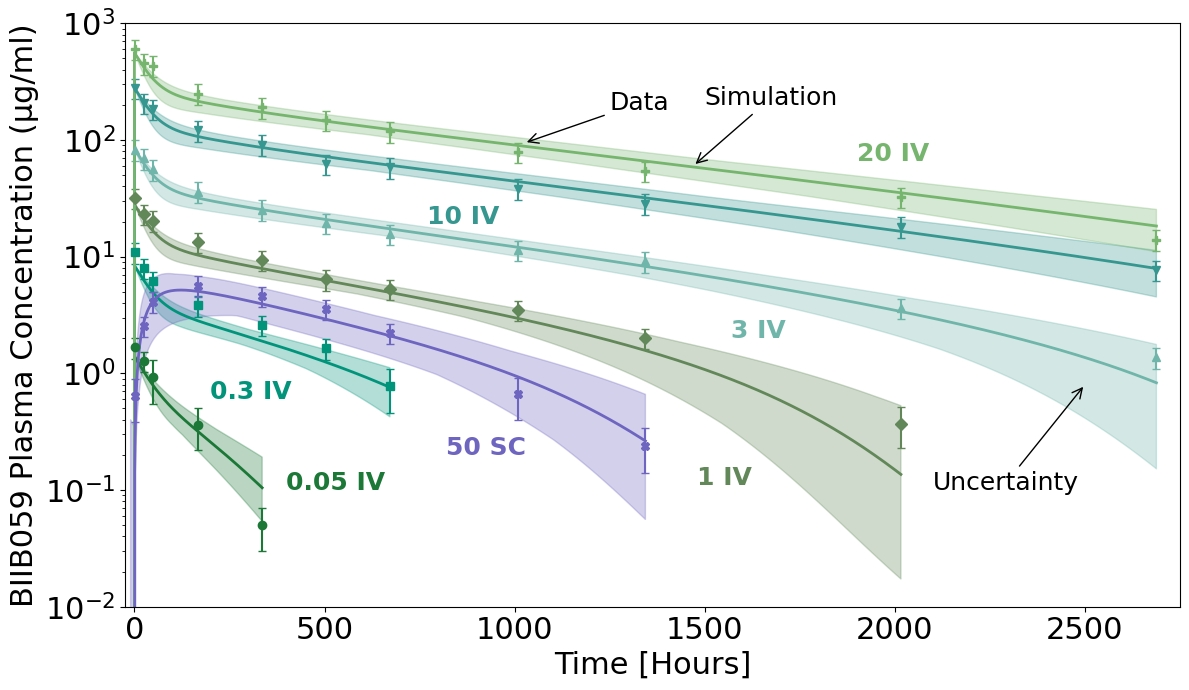 BIIB059 Plasma Concentration (μg/ml)
10³
10²
10¹
10⁰
10⁻¹
10⁻²
Data
Simulation
20 IV
10 IV
3 IV
0.3 IV
50 SC
1 IV
0.05 IV
Uncertainty
0 500 1000 1500 2000 2500
Time [Hours]